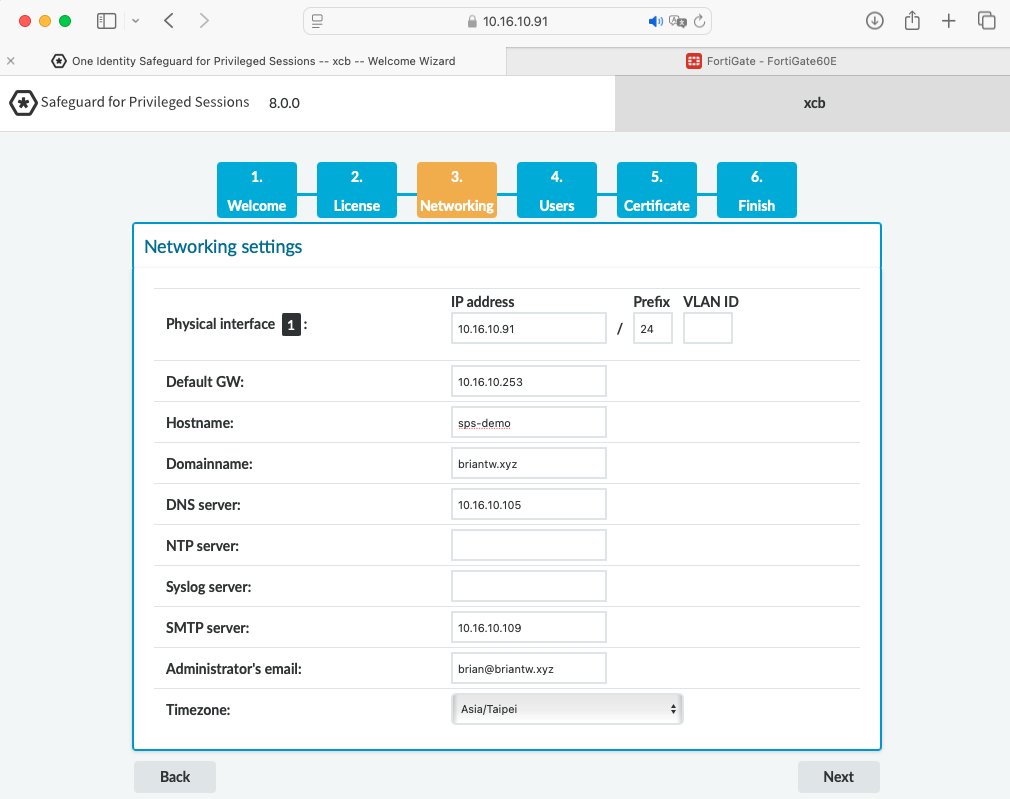 10.16.10.91
One Identity Safeguard for Privileged Sessions -- xcb -- Welcome Wizard
FortiGate - FortiGate60E
Safeguard for Privileged Sessions 8.0.0
xcb
1.
Welcome
2.
License
3.
Networking
4.
Users
5.
Certificate
6.
Finish
Networking settings
IP address Prefix VLAN ID
Physical interface 1 : 10.16.10.91 / 24
Default GW: 10.16.10.253
Hostname: sps-demo
Domainname: briantw.xyz
DNS server: 10.16.10.105
NTP server:
Syslog server:
SMTP server: 10.16.10.109
Administrator's email: brian@briantw.xyz
Timezone: Asia/Taipei
Back Next